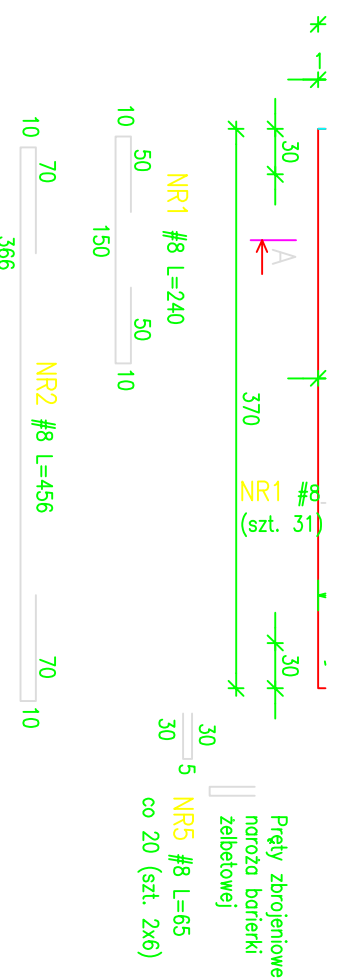 1
30
A
370
NR1 #8
(szt. 31)
30
10
50
NR1 #8 L=240
150
50
10
10
70
366
NR2 #8 L=456
70
10
30
30
5
NR5 #8 L=65
co 20 (szt. 2x6)
Pręty zbrojeniowe
naroża barierki
żelbetowej